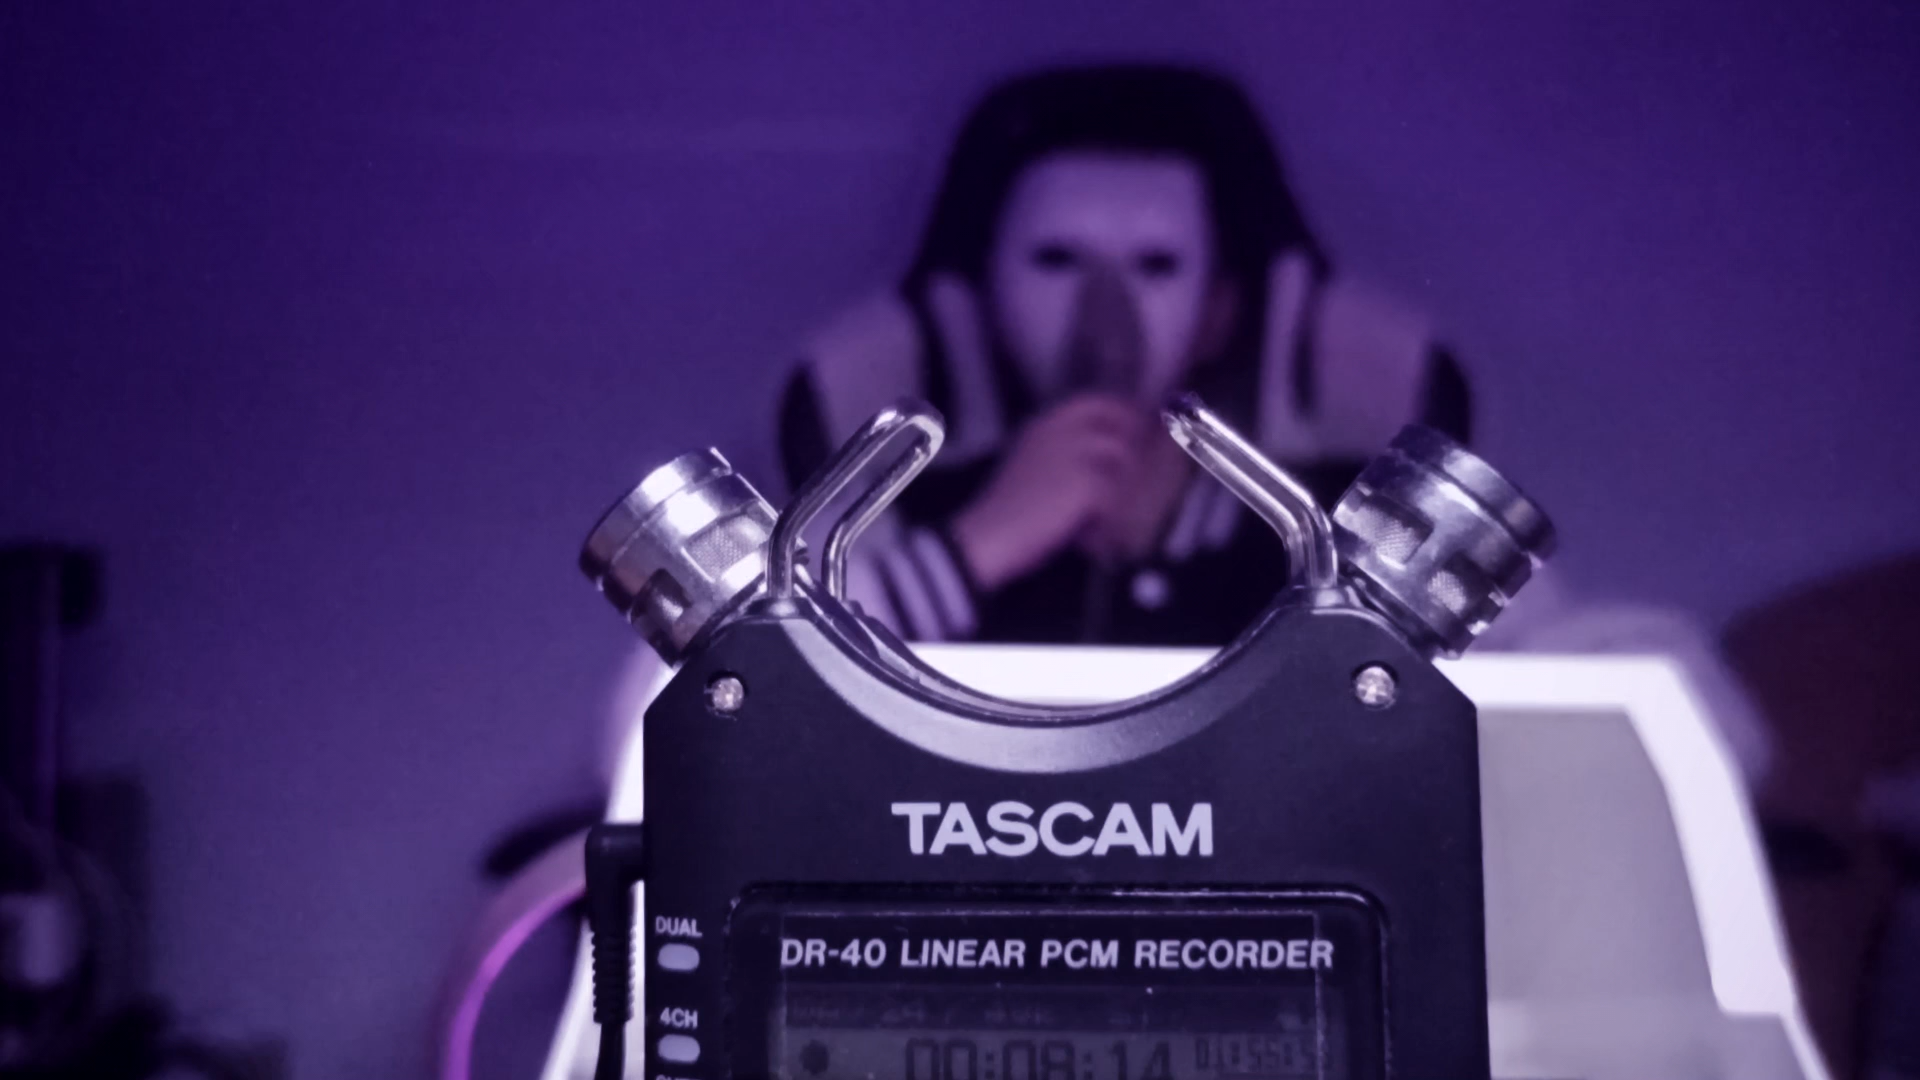 TASCAM
DUAL
DR-40 LINEAR PCM RECORDER
4CH
00:08:14